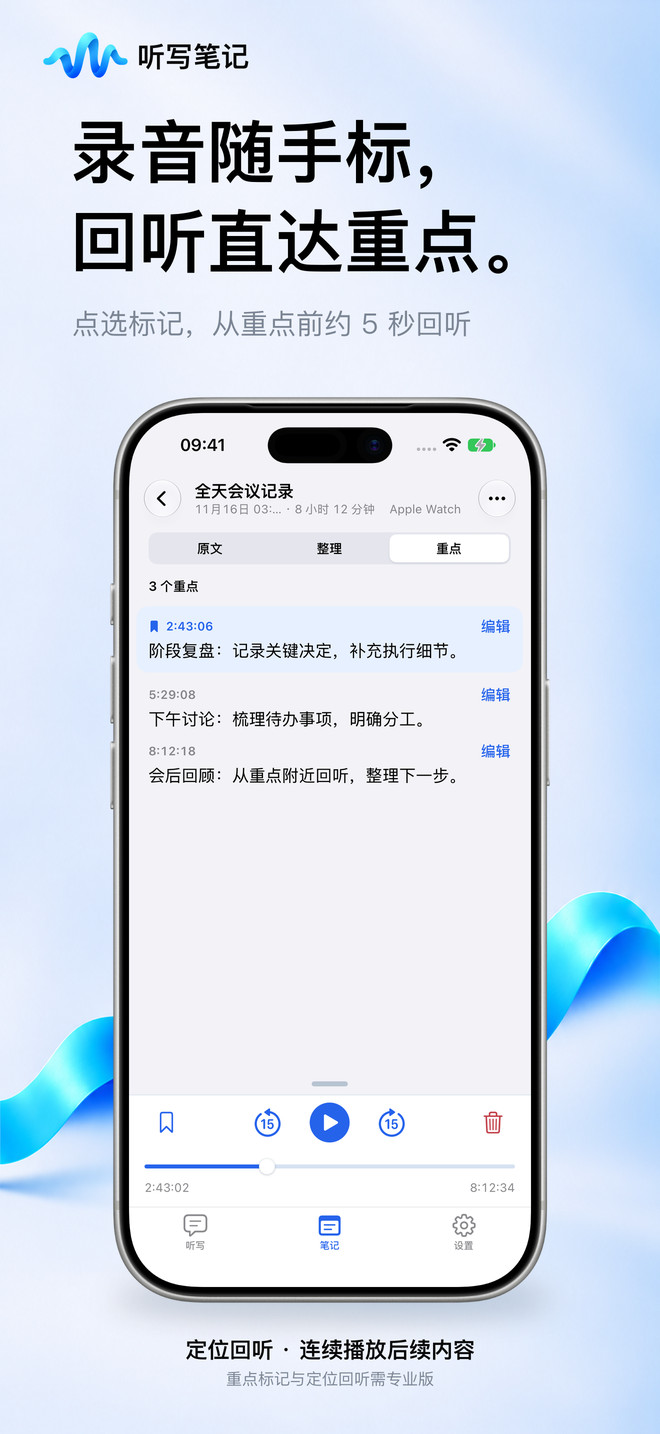 听写笔记
录音随手标，
回听直达重点。
点选标记，从重点前约 5 秒回听
09:41
全天会议记录
11月16日 03:... · 8 小时 12 分钟 Apple Watch
原文 整理 重点
3 个重点
2:43:06 编辑
阶段复盘：记录关键决定，补充执行细节。
5:29:08 编辑
下午讨论：梳理待办事项，明确分工。
8:12:18 编辑
会后回顾：从重点附近回听，整理下一步。
15 15
2:43:02 8:12:34
听写 笔记 设置
定位回听 · 连续播放后续内容
重点标记与定位回听需专业版